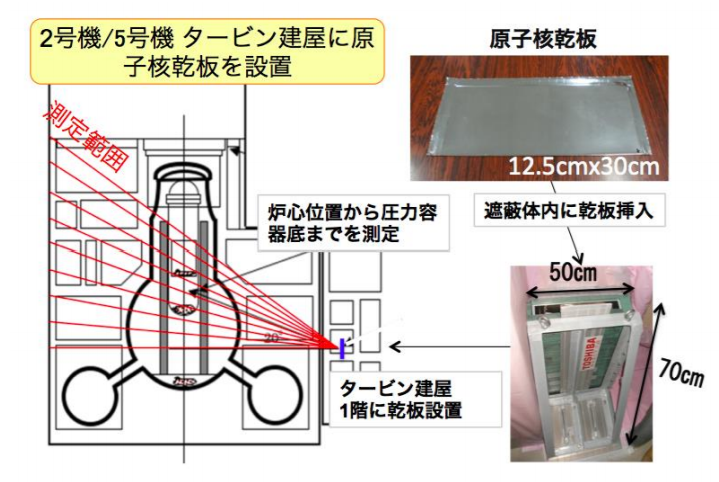 2号機/5号機 タービン建屋に原
子核乾板を設置
原子核乾板
測定範囲
12.5cmx30cm
炉心位置から圧力容
器底までを測定
遮蔽体内に乾板挿入
50cm
TOSHIBA
70cm
20°
タービン建屋
1階に乾板設置